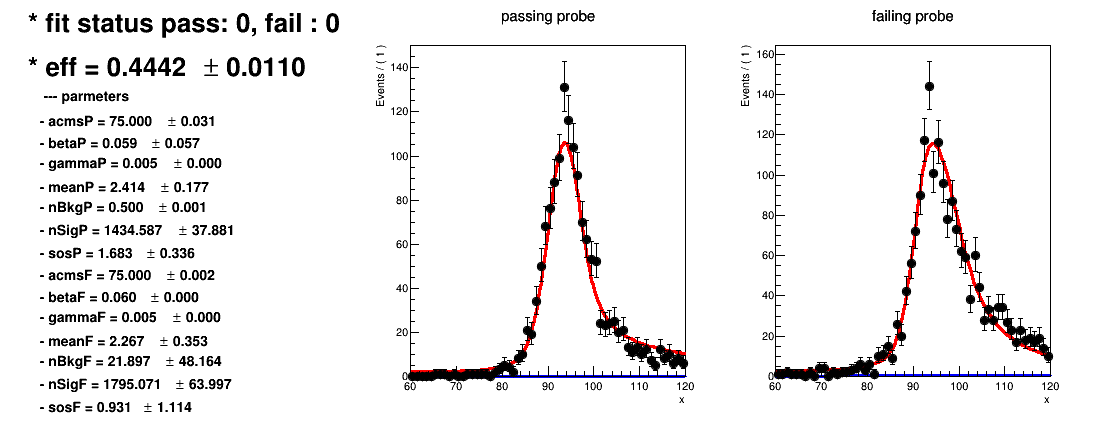 * fit status pass: 0, fail : 0
* eff = 0.4442 ± 0.0110
--- parmeters
- acmsP = 75.000 ± 0.031
- betaP = 0.059 ± 0.057
- gammaP = 0.005 ± 0.000
- meanP = 2.414 ± 0.177
- nBkgP = 0.500 ± 0.001
- nSigP = 1434.587 ± 37.881
- sosP = 1.683 ± 0.336
- acmsF = 75.000 ± 0.002
- betaF = 0.060 ± 0.000
- gammaF = 0.005 ± 0.000
- meanF = 2.267 ± 0.353
- nBkgF = 21.897 ± 48.164
- nSigF = 1795.071 ± 63.997
- sosF = 0.931 ± 1.114
passing probe
Events / ( 1 )
140
120
100
80
60
40
20
0
60 70 80 90 100 110 120
x
failing probe
Events / ( 1 )
160
140
120
100
80
60
40
20
0
60 70 80 90 100 110 120
x